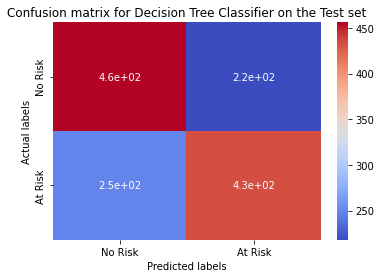 Confusion matrix for Decision Tree Classifier on the Test set
No Risk
At Risk
Actual labels
4.6e+02
2.2e+02
2.5e+02
4.3e+02
No Risk
At Risk
Predicted labels
450
400
350
300
250